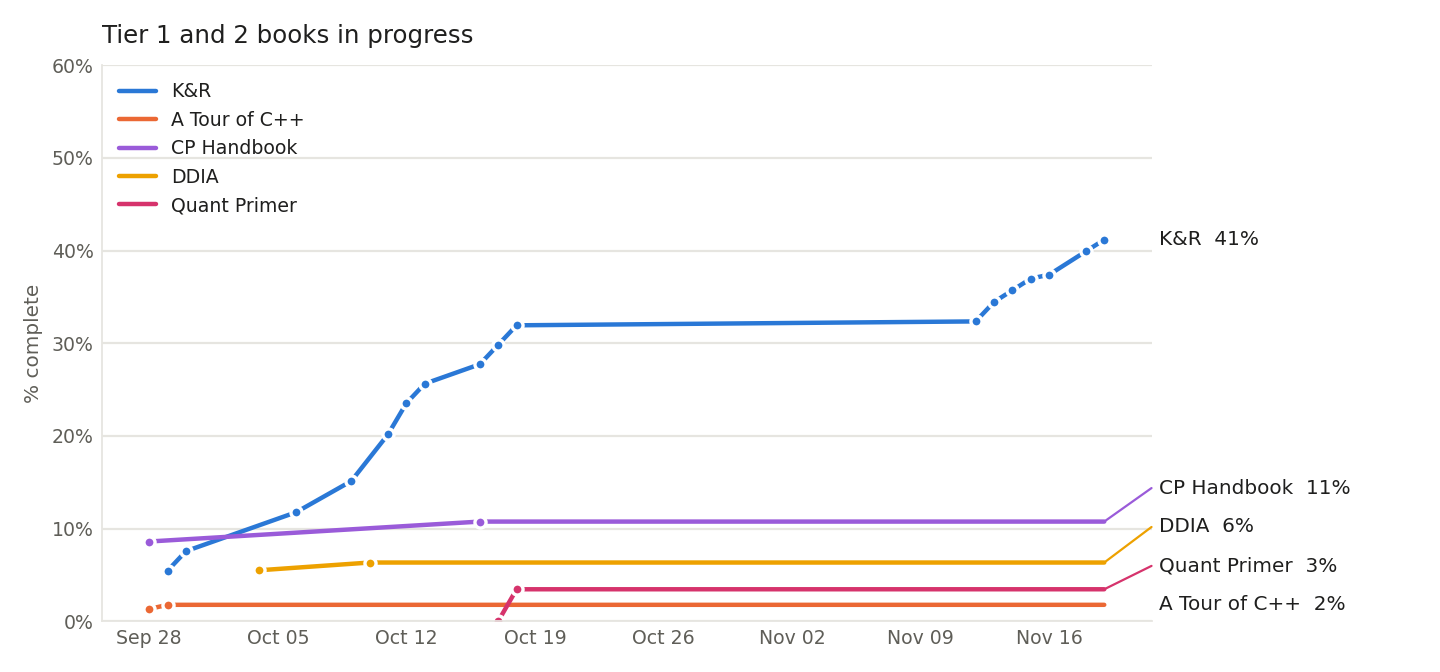 Tier 1 and 2 books in progress
60%
50%
40%
30%
20%
10%
0%
% complete
K&R
A Tour of C++
CP Handbook
DDIA
Quant Primer
K&R 41%
CP Handbook 11%
DDIA 6%
Quant Primer 3%
A Tour of C++ 2%
Sep 28 Oct 05 Oct 12 Oct 19 Oct 26 Nov 02 Nov 09 Nov 16